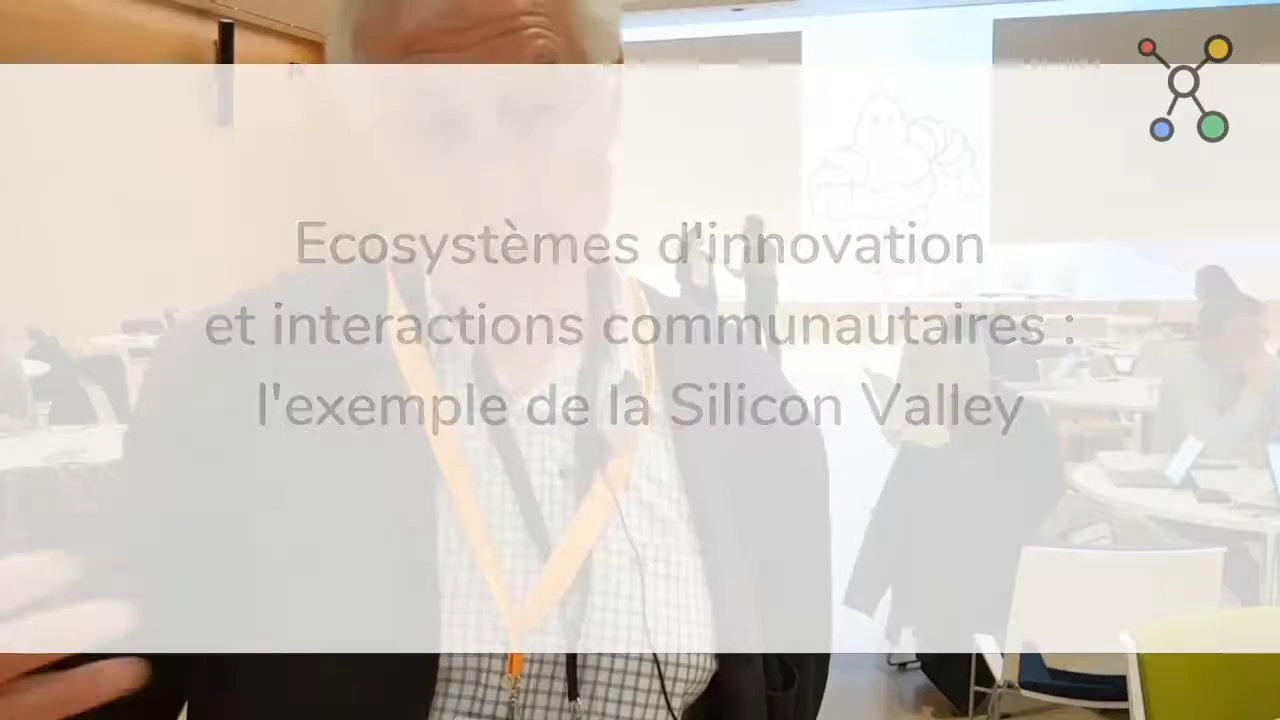 Ecosystèmes d'innovation
et interactions communautaires :
l'exemple de la Silicon Valley